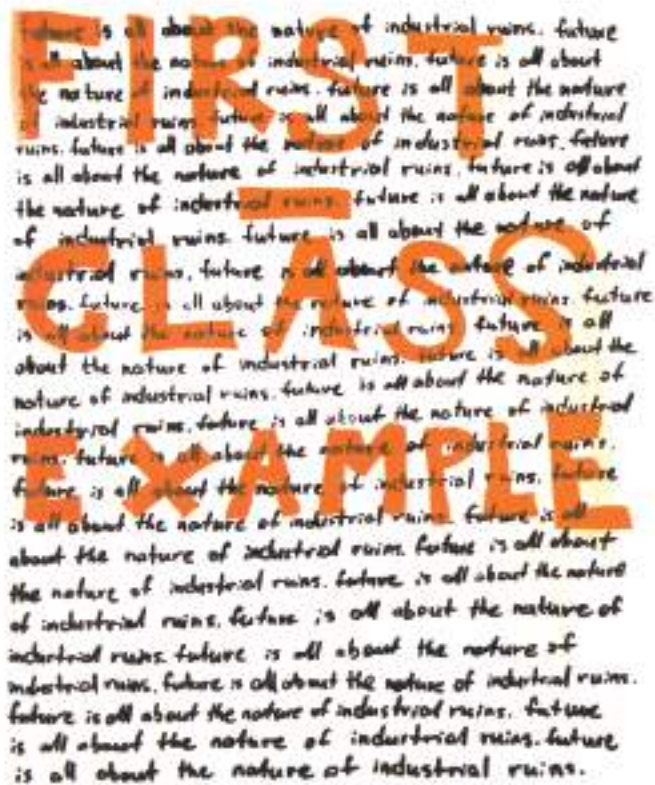 FIRST
CLĀSS
EXAMPLE
future is all about the nature of industrial ruins. future
is all about the nature of industrial ruins. future is all about
the nature of industrial ruins. future is all about the nature
of industrial ruins. future is all about the nature of industrial
ruins. future is all about the nature of industrial ruins. future
is all about the nature of industrial ruins. future is all about
the nature of industrial ruins. future is all about the nature
of industrial ruins. future is all about the nature of
industrial ruins. future is all about the nature of industrial
ruins. future is all about the nature of industrial ruins. future
is all about the nature of industrial ruins. future is all
about the nature of industrial ruins. future is all about the
nature of industrial ruins. future is all about the nature of
industrial ruins. future is all about the nature of industrial
ruins. future is all about the nature of industrial ruins.
future is all about the nature of industrial ruins. future
is all about the nature of industrial ruins. future is all
about the nature of industrial ruins. future is all about
the nature of industrial ruins. future is all about the nature
of industrial ruins. future is all about the nature of
industrial ruins. future is all about the nature of
industrial ruins. future is all about the nature of industrial ruins.
future is all about the nature of industrial ruins. future
is all about the nature of industrial ruins. future
is all about the nature of industrial ruins.